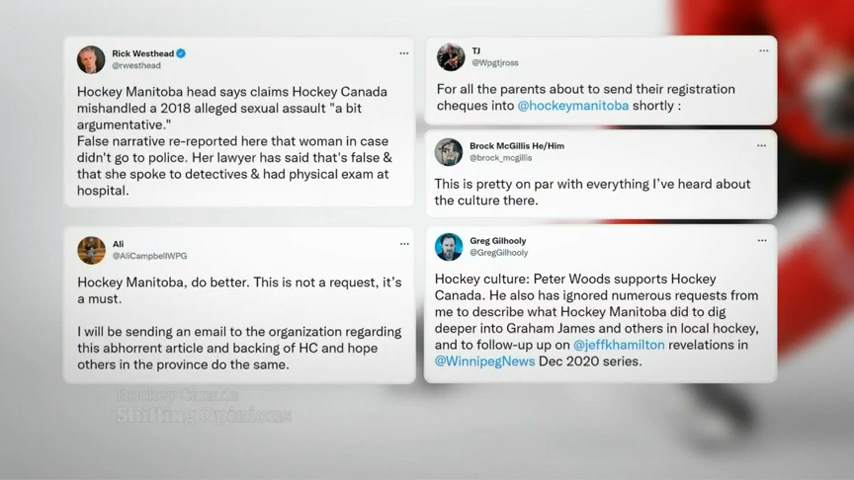 Rick Westhead
@rwesthead
Hockey Manitoba head says claims Hockey Canada
mishandled a 2018 alleged sexual assault "a bit
argumentative."
False narrative re-reported here that woman in case
didn't go to police. Her lawyer has said that's false &
that she spoke to detectives & had physical exam at
hospital.
TJ
@Wpgtjross
For all the parents about to send their registration
cheques into @hockeymanitoba shortly :
Brock McGillis He/Him
@brock_mcgillis
This is pretty on par with everything I've heard about
the culture there.
Ali
@AliCampbellWPG
Hockey Manitoba, do better. This is not a request, it's
a must.
I will be sending an email to the organization regarding
this abhorrent article and backing of HC and hope
others in the province do the same.
Greg Gilhooly
@GregGilhooly
Hockey culture: Peter Woods supports Hockey
Canada. He also has ignored numerous requests from
me to describe what Hockey Manitoba did to dig
deeper into Graham James and others in local hockey,
and to follow-up up on @jeffkhamilton revelations in
@WinnipegNews Dec 2020 series.
Hockey Canada
Shifting Opinions